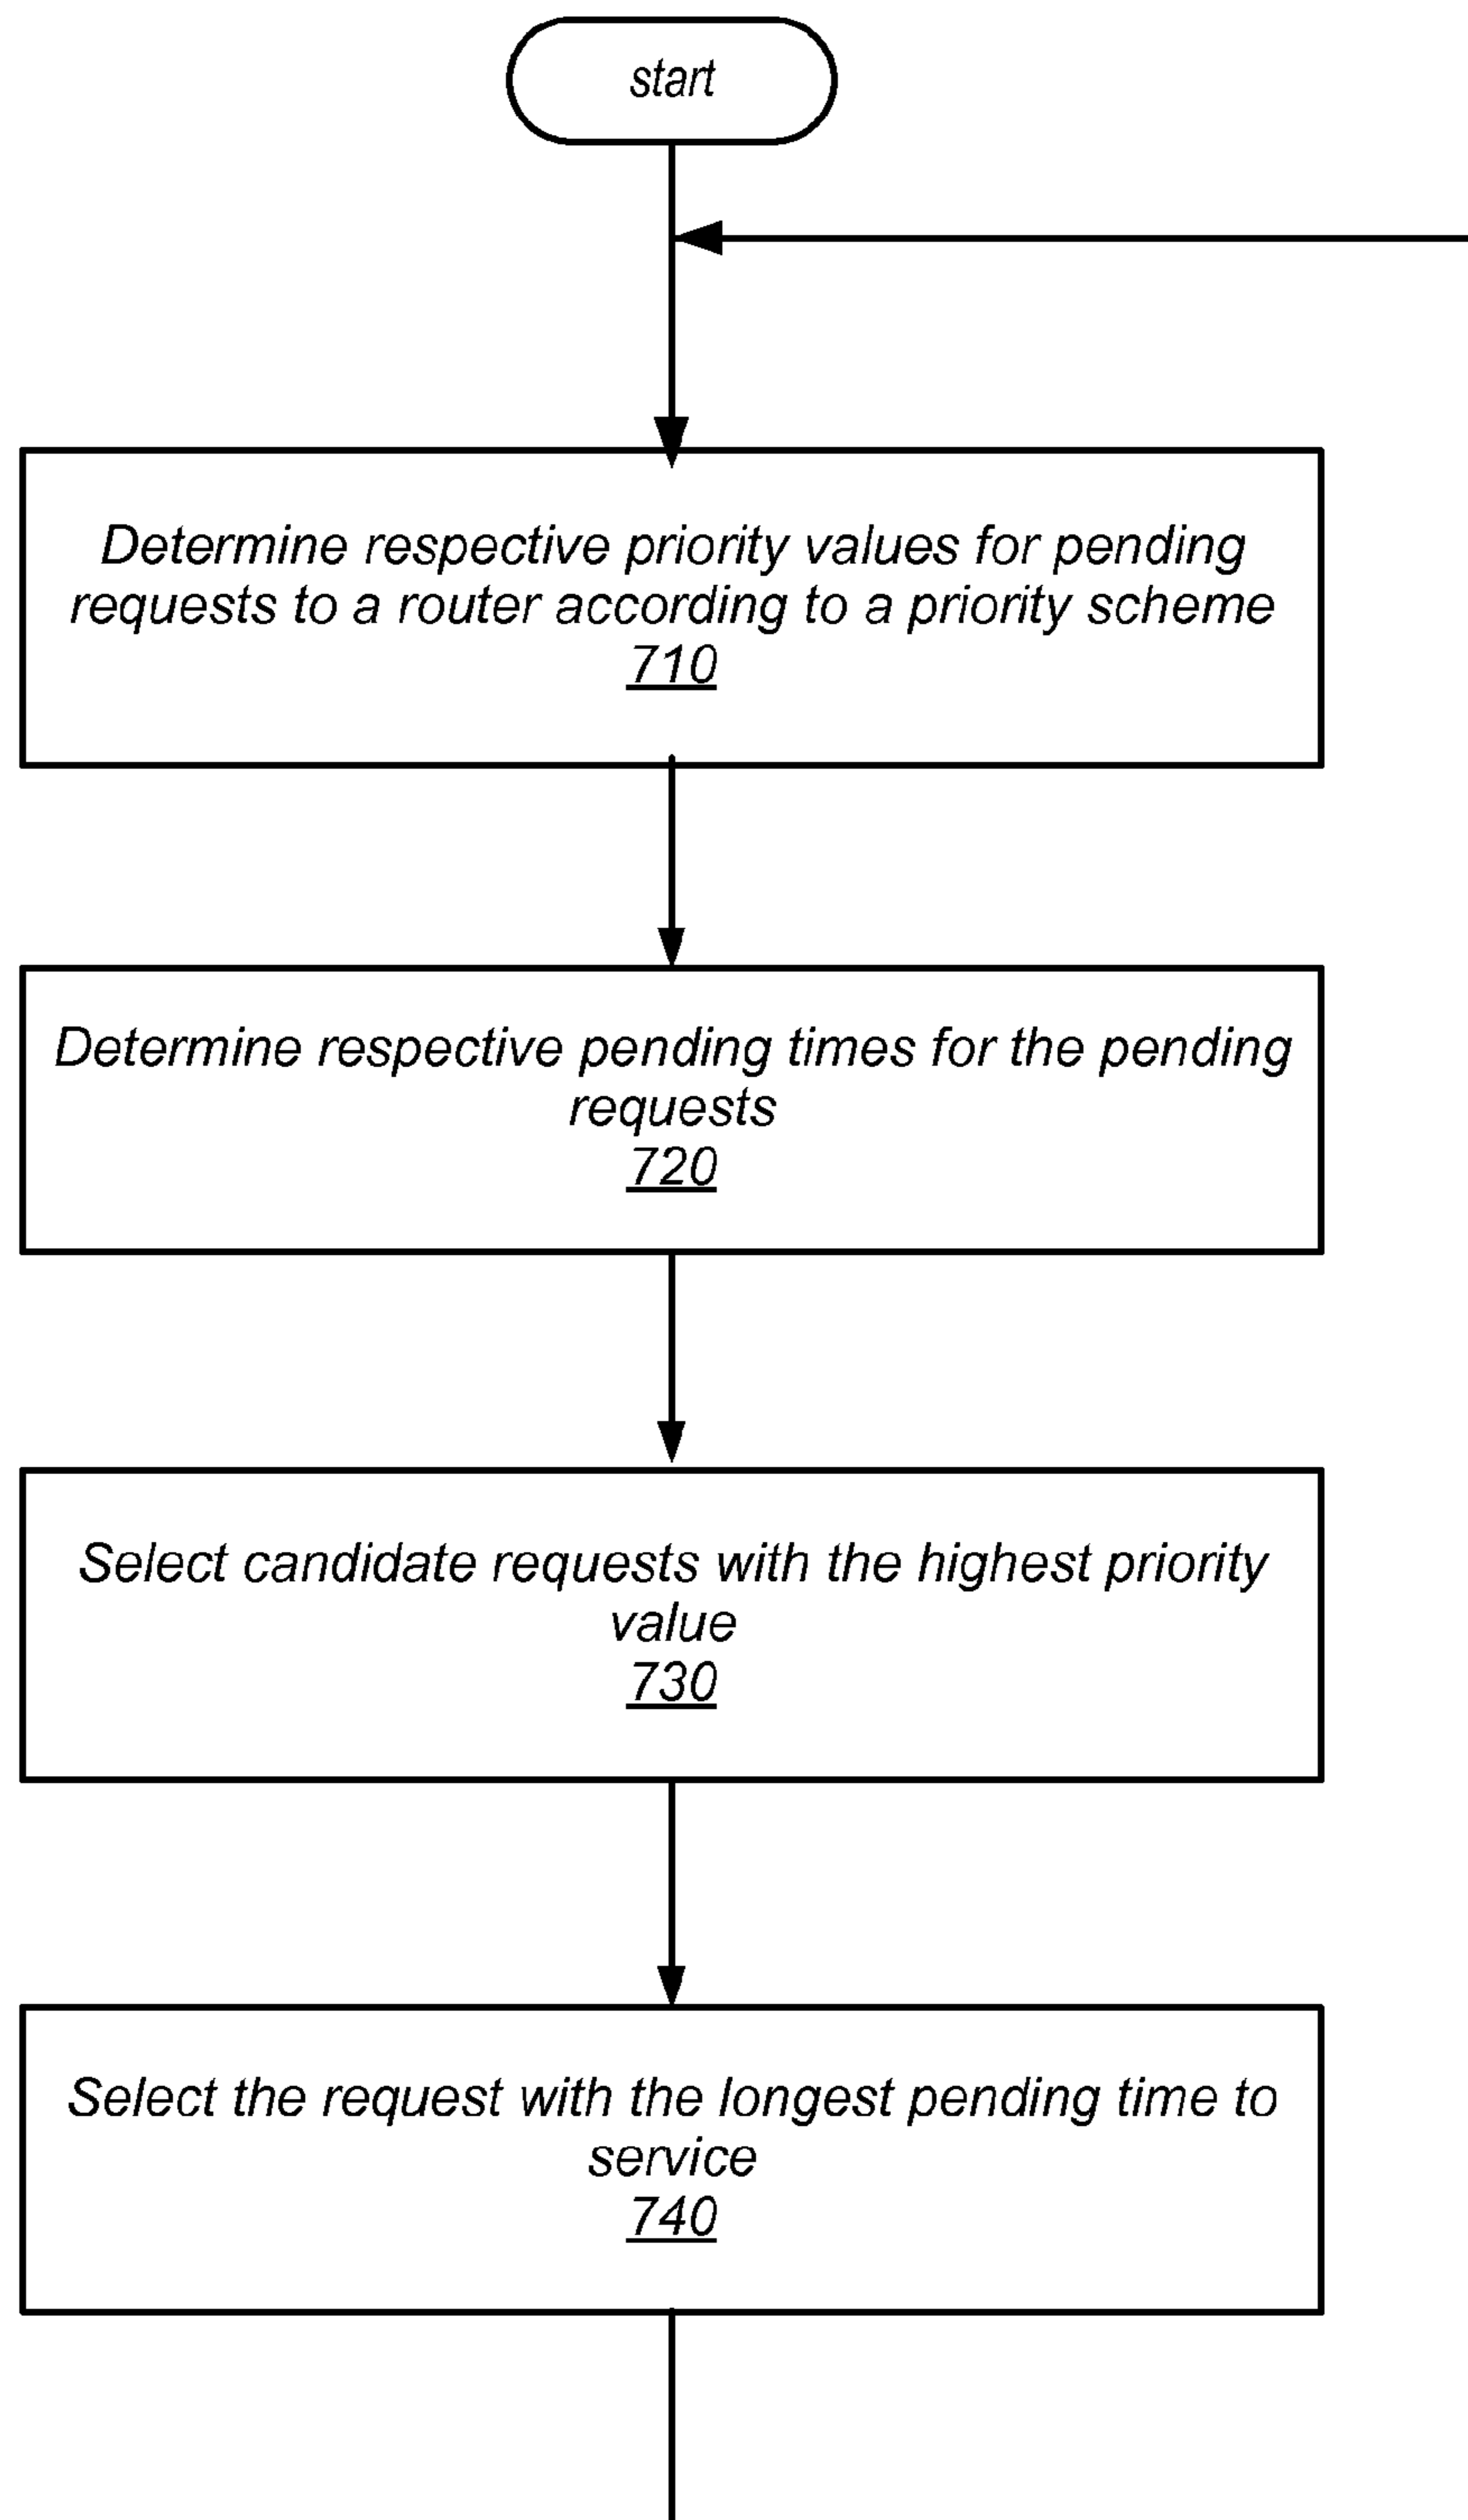 start
Determine respective priority values for pending
requests to a router according to a priority scheme
710
Determine respective pending times for the pending
requests
720
Select candidate requests with the highest priority
value
730
Select the request with the longest pending time to
service
740